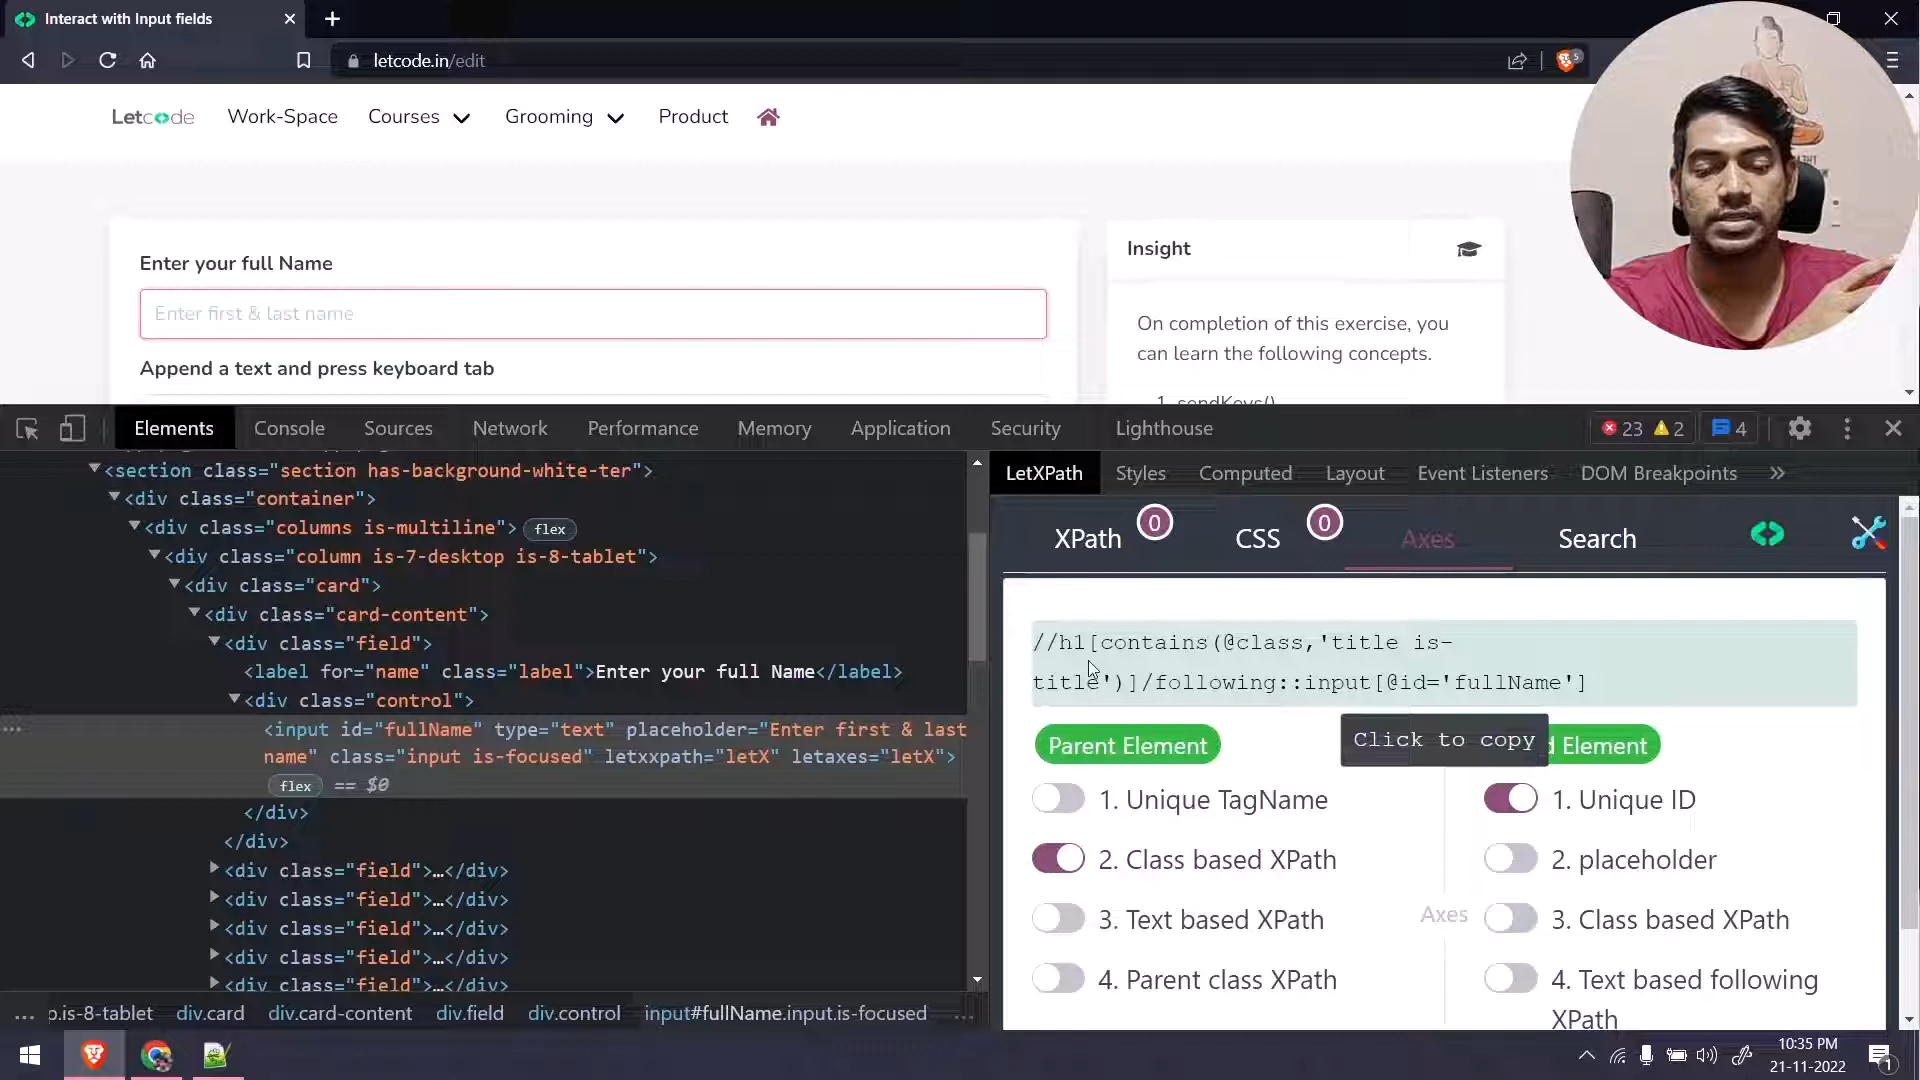 Interact with Input fields
letcode.in/edit
5
Letcode
Work-Space
Courses
Grooming
Product
Enter your full Name
Enter first & last name
Append a text and press keyboard tab
Insight
On completion of this exercise, you
can learn the following concepts.
1. sendKeys()
Elements
Console
Sources
Network
Performance
Memory
Application
Security
Lighthouse
23
2
4
<section class="section has-background-white-ter">
<div class="container">
<div class="columns is-multiline"> flex
<div class="column is-7-desktop is-8-tablet">
<div class="card">
<div class="card-content">
<div class="field">
<label for="name" class="label">Enter your full Name</label>
<div class="control">
<input id="fullName" type="text" placeholder="Enter first & last
name" class="input is-focused" letxxpath="letX" letaxes="letX">
flex == $0
</div>
</div>
<div class="field">…</div>
<div class="field">…</div>
<div class="field">…</div>
<div class="field">…</div>
<div class="field">…</div>
... p.is-8-tablet div.card div.card-content div.field div.control input#fullName.input.is-focused ...
LetXPath
Styles
Computed
Layout
Event Listeners
DOM Breakpoints
XPath 0
CSS 0
Axes
Search
//h1[contains(@class,'title is-
title')]/following::input[@id='fullName']
Click to copy
Parent Element
d Element
1. Unique TagName
2. Class based XPath
3. Text based XPath
4. Parent class XPath
Axes
1. Unique ID
2. placeholder
3. Class based XPath
4. Text based following
XPath
10:35 PM
21-11-2022
1